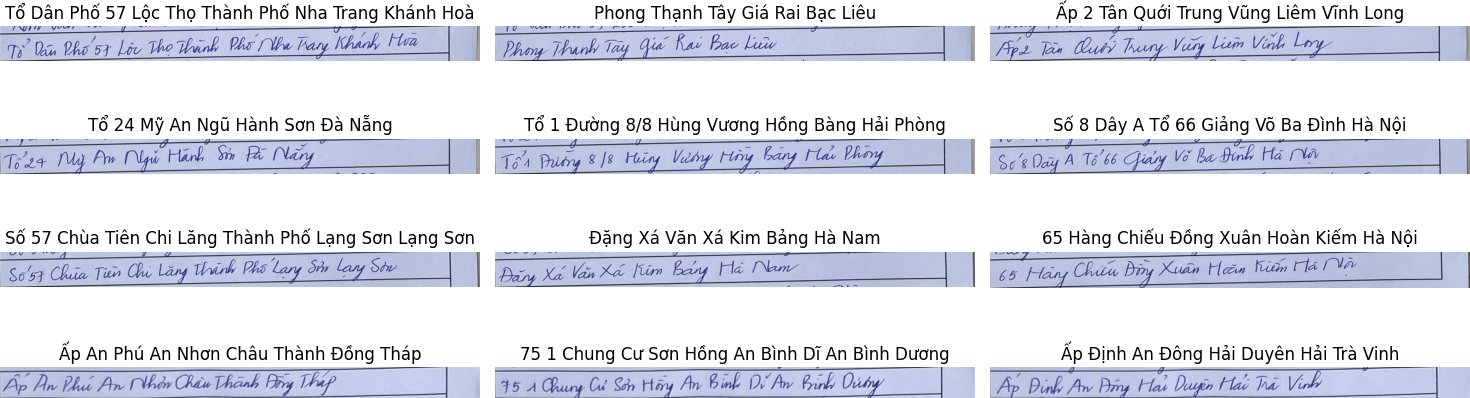 Tổ Dân Phố 57 Lộc Thọ Thành Phố Nha Trang Khánh Hoà
Tổ Dân Phố 57 Lộc Thọ Thành Phố Nha Trang Khánh Hoà
Phong Thạnh Tây Giá Rai Bạc Liêu
Phong Thạnh Tây Giá Rai Bạc Liêu
Ấp 2 Tân Quới Trung Vũng Liêm Vĩnh Long
Ấp 2 Tân Quới Trung Vũng Liêm Vĩnh Long
Tổ 24 Mỹ An Ngũ Hành Sơn Đà Nẵng
Tổ 24 Mỹ An Ngũ Hành Sơn Đà Nẵng
Tổ 1 Đường 8/8 Hùng Vương Hồng Bàng Hải Phòng
Tổ 1 Đường 8/8 Hùng Vương Hồng Bàng Hải Phòng
Số 8 Dãy A Tổ 66 Giảng Võ Ba Đình Hà Nội
Số 8 Dãy A Tổ 66 Giảng Võ Ba Đình Hà Nội
Số 57 Chùa Tiên Chi Lăng Thành Phố Lạng Sơn Lạng Sơn
Số 57 Chùa Tiên Chi Lăng Thành Phố Lạng Sơn Lạng Sơn
Đặng Xá Văn Xá Kim Bảng Hà Nam
Đặng Xá Văn Xá Kim Bảng Hà Nam
65 Hàng Chiếu Đồng Xuân Hoàn Kiếm Hà Nội
65 Hàng Chiếu Đồng Xuân Hoàn Kiếm Hà Nội
Ấp An Phú An Nhơn Châu Thành Đồng Tháp
Ấp An Phú An Nhơn Châu Thành Đồng Tháp
75 1 Chung Cư Sơn Hồng An Bình Dĩ An Bình Dương
75 1 Chung Cư Sơn Hồng An Bình Dĩ An Bình Dương
Ấp Định An Đông Hải Duyên Hải Trà Vinh
Ấp Định An Đông Hải Duyên Hải Trà Vinh